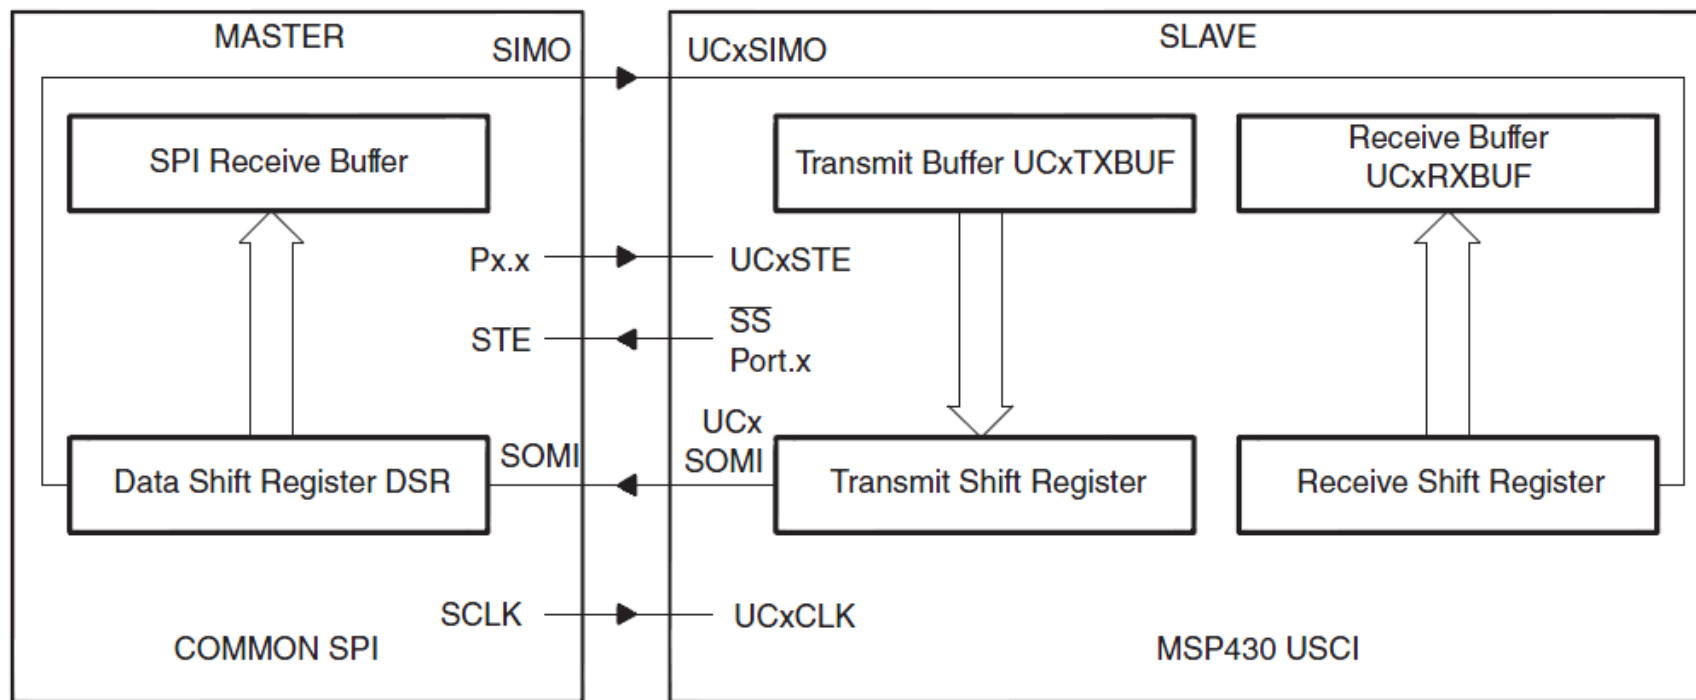 MASTER
SIMO
SPI Receive Buffer
Px.x
STE
SOMI
Data Shift Register DSR
SCLK
COMMON SPI
SLAVE
UCxSIMO
Transmit Buffer UCxTXBUF
Receive Buffer
UCxRXBUF
UCxSTE
SS
Port.x
UCx
SOMI
Transmit Shift Register
Receive Shift Register
UCxCLK
MSP430 USCI